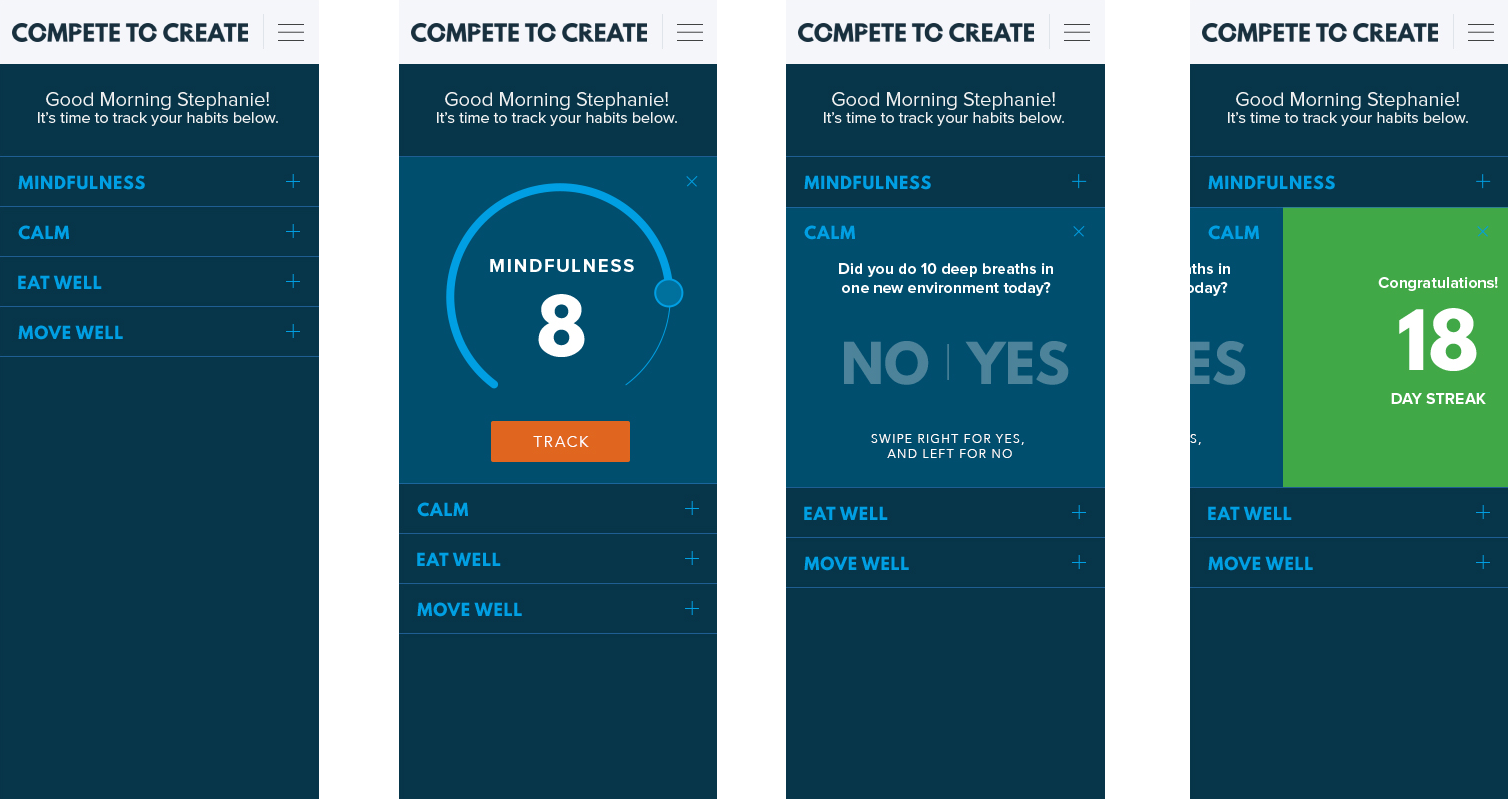 COMPETE TO CREATE
Good Morning Stephanie!
It's time to track your habits below.
MINDFULNESS
CALM
EAT WELL
MOVE WELL
COMPETE TO CREATE
Good Morning Stephanie!
It's time to track your habits below.
MINDFULNESS
8
TRACK
CALM
EAT WELL
MOVE WELL
COMPETE TO CREATE
Good Morning Stephanie!
It's time to track your habits below.
MINDFULNESS
CALM
Did you do 10 deep breaths in
one new environment today?
NO | YES
SWIPE RIGHT FOR YES,
AND LEFT FOR NO
EAT WELL
MOVE WELL
COMPETE TO CREATE
Good Morning Stephanie!
It's time to track your habits below.
MINDFULNESS
CALM
ths in
oday?
ES
S,
Congratulations!
18
DAY STREAK
EAT WELL
MOVE WELL